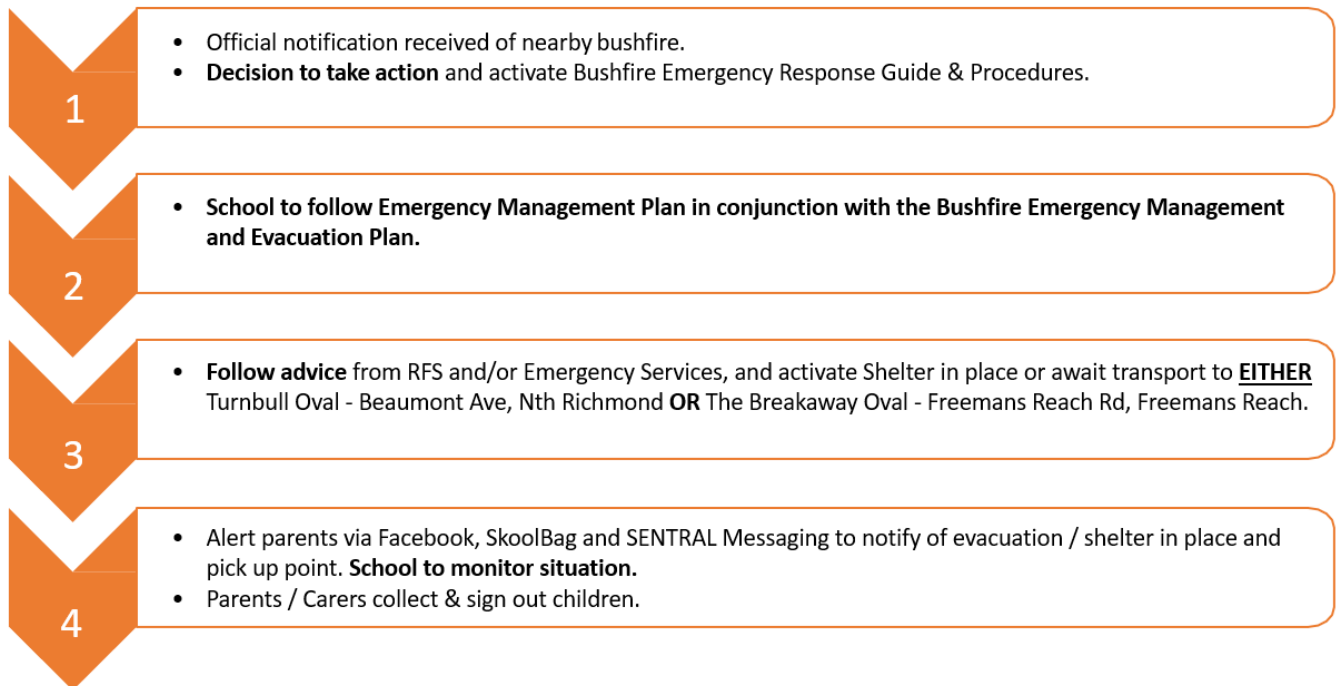 1
• Official notification received of nearby bushfire.
• Decision to take action and activate Bushfire Emergency Response Guide & Procedures.
2
• School to follow Emergency Management Plan in conjunction with the Bushfire Emergency Management
and Evacuation Plan.
3
• Follow advice from RFS and/or Emergency Services, and activate Shelter in place or await transport to EITHER
Turnbull Oval - Beaumont Ave, Nth Richmond OR The Breakaway Oval - Freemans Reach Rd, Freemans Reach.
4
• Alert parents via Facebook, SkoolBag and SENTRAL Messaging to notify of evacuation / shelter in place and
pick up point. School to monitor situation.
• Parents / Carers collect & sign out children.